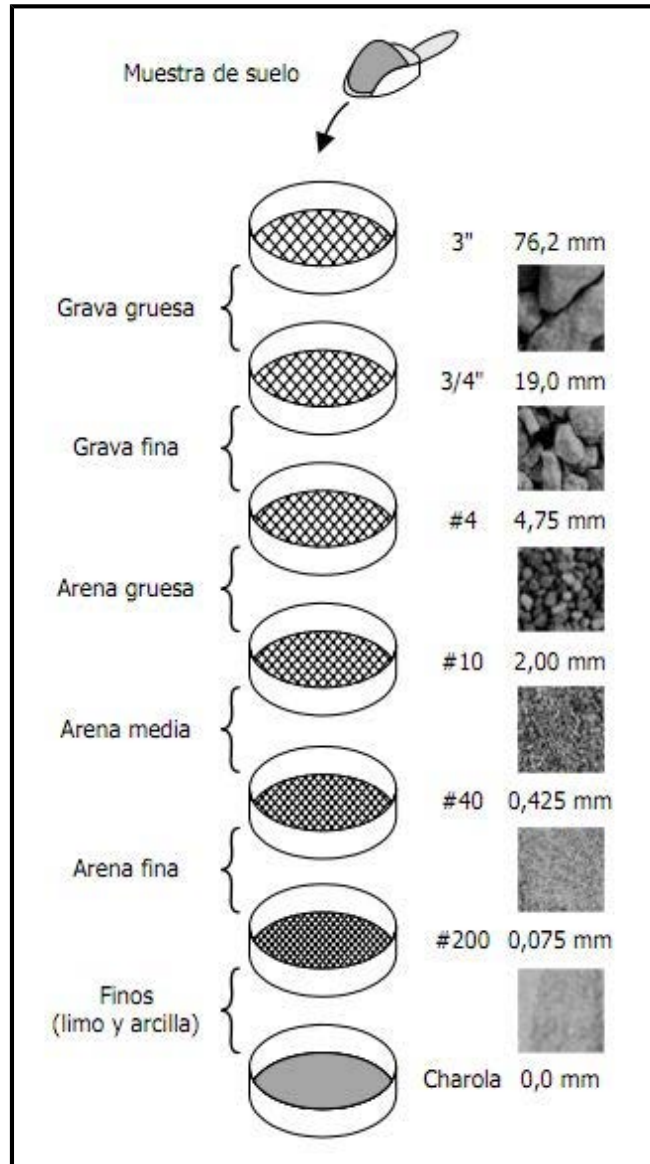 Muestra de suelo
3" 76,2 mm
Grava gruesa
3/4" 19,0 mm
Grava fina
#4 4,75 mm
Arena gruesa
#10 2,00 mm
Arena media
#40 0,425 mm
Arena fina
#200 0,075 mm
Finos
(limo y arcilla)
Charola 0,0 mm